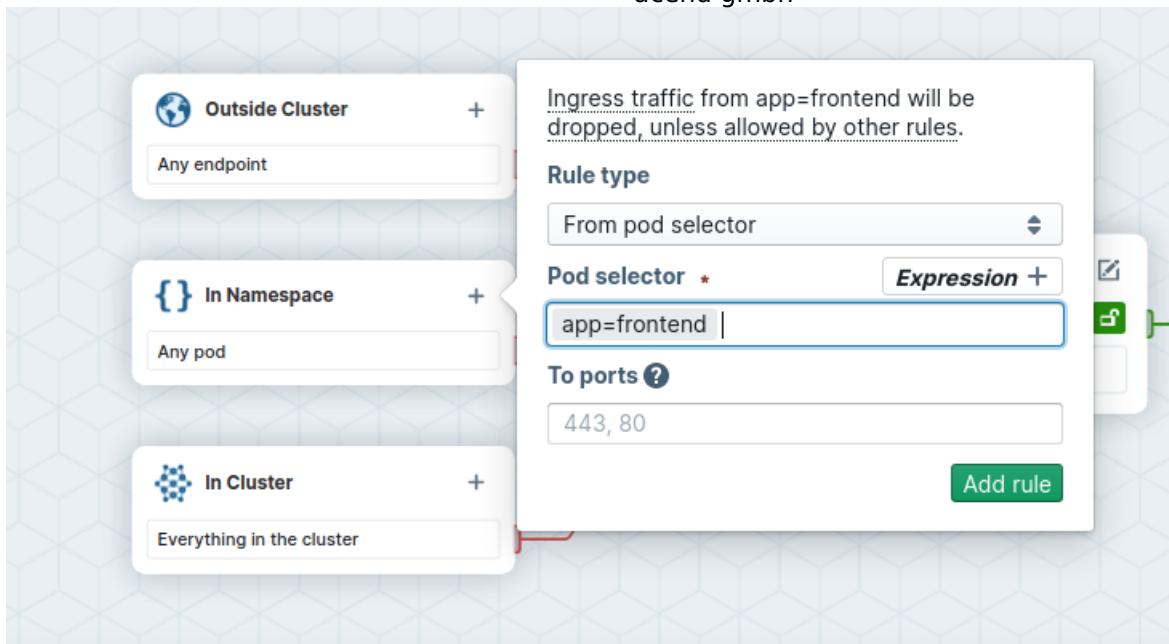 acend gmbh
Outside Cluster
Any endpoint
In Namespace
Any pod
In Cluster
Everything in the cluster
Ingress traffic from app=frontend will be
dropped, unless allowed by other rules.
Rule type
From pod selector
Pod selector *
Expression +
app=frontend
To ports ?
443, 80
Add rule